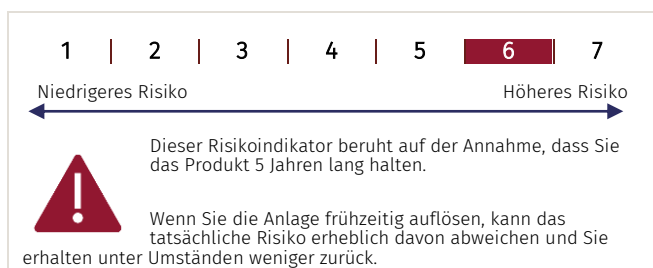 1 2 3 4 5 6 7
Niedrigeres Risiko Höheres Risiko
Dieser Risikoindikator beruht auf der Annahme, dass Sie
das Produkt 5 Jahren lang halten.
Wenn Sie die Anlage frühzeitig auflösen, kann das
tatsächliche Risiko erheblich davon abweichen und Sie
erhalten unter Umständen weniger zurück.